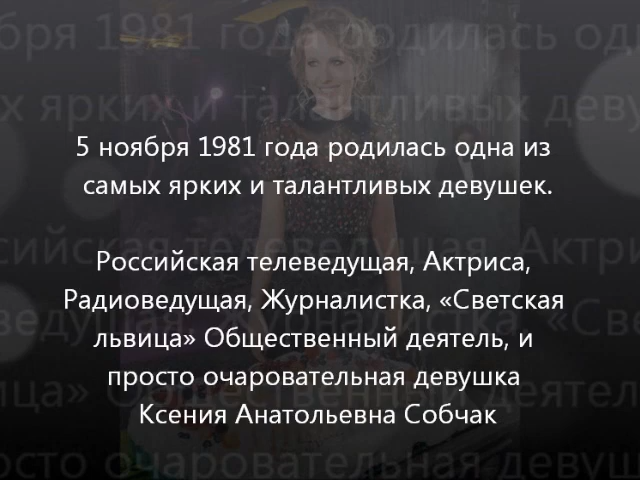 5 ноября 1981 года родилась одна из
самых ярких и талантливых девушек.
Российская телеведущая, Актриса,
Радиоведущая, Журналистка, «Светская
львица» Общественный деятель, и
просто очаровательная девушка
Ксения Анатольевна Собчак